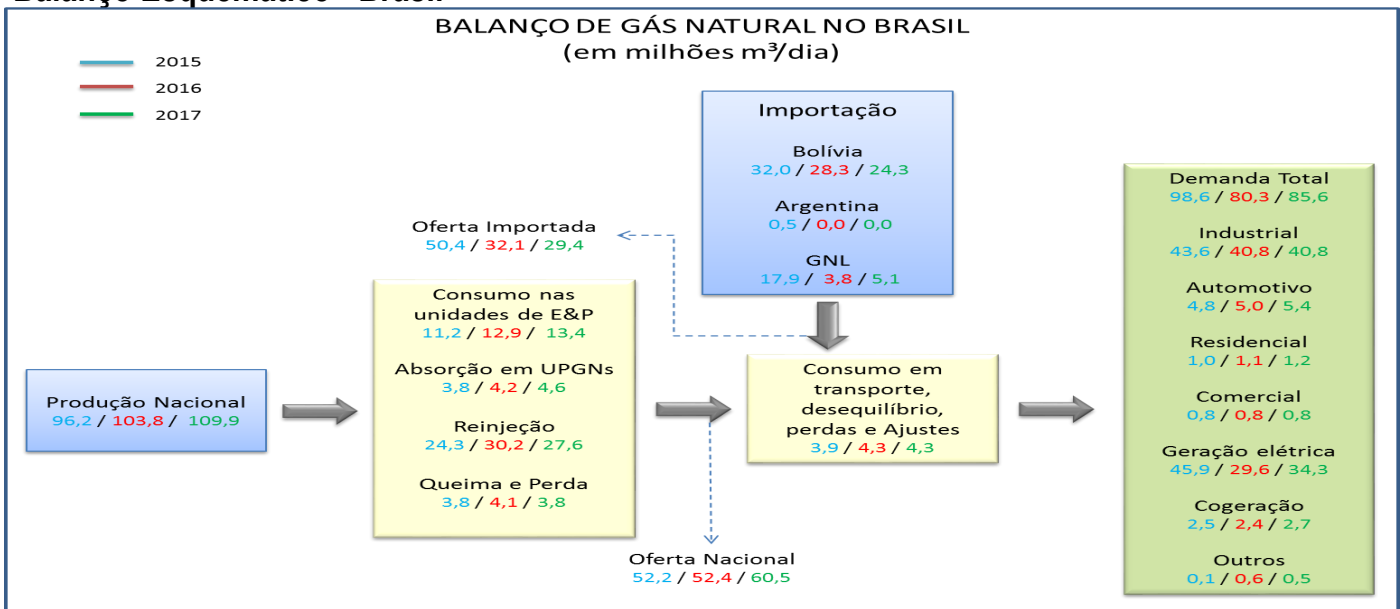 BALANÇO DE GÁS NATURAL NO BRASIL
(em milhões m³/dia)
2015
2016
2017
Importação
Bolívia
32,0 / 28,3 / 24,3
Argentina
0,5 / 0,0 / 0,0
GNL
17,9 / 3,8 / 5,1
Oferta Importada
50,4 / 32,1 / 29,4
Produção Nacional
96,2 / 103,8 / 109,9
Consumo nas
unidades de E&P
11,2 / 12,9 / 13,4
Absorção em UPGNs
3,8 / 4,2 / 4,6
Reinjeção
24,3 / 30,2 / 27,6
Queima e Perda
3,8 / 4,1 / 3,8
Oferta Nacional
52,2 / 52,4 / 60,5
Consumo em
transporte,
desequilíbrio,
perdas e Ajustes
3,9 / 4,3 / 4,3
Demanda Total
98,6 / 80,3 / 85,6
Industrial
43,6 / 40,8 / 40,8
Automotivo
4,8 / 5,0 / 5,4
Residencial
1,0 / 1,1 / 1,2
Comercial
0,8 / 0,8 / 0,8
Geração elétrica
45,9 / 29,6 / 34,3
Cogeração
2,5 / 2,4 / 2,7
Outros
0,1 / 0,6 / 0,5